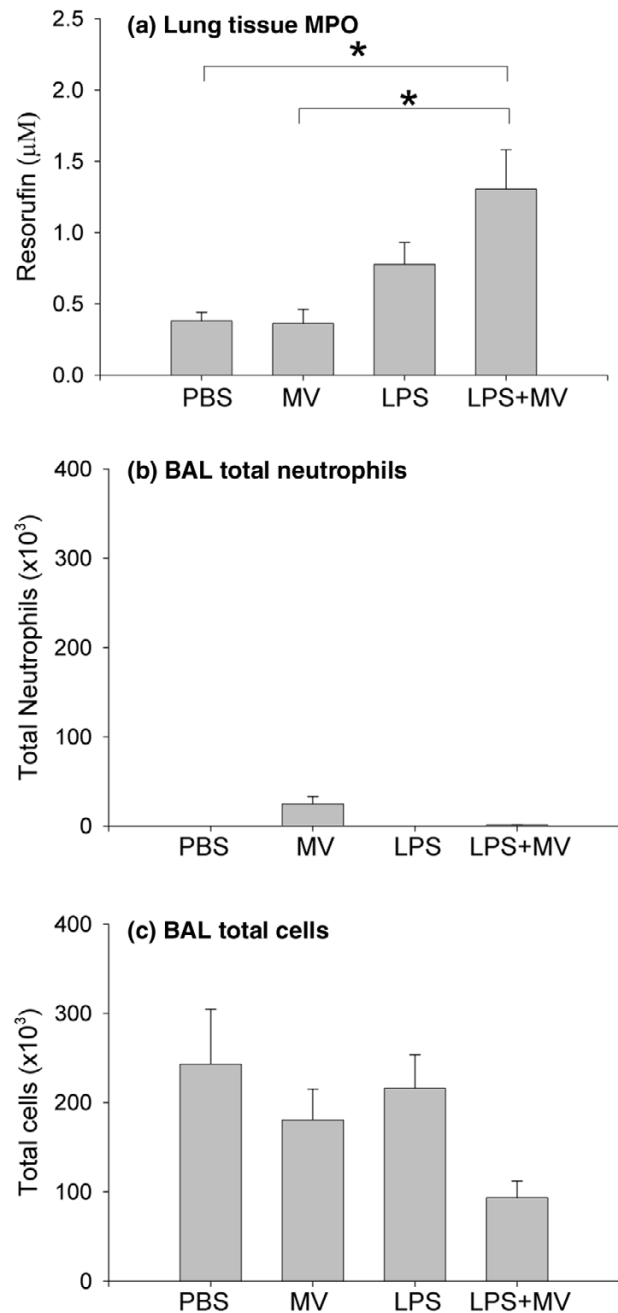 (a) Lung tissue MPO
2.5
2.0
1.5
1.0
0.5
0.0
Resorufin (µM)
*
*
PBS MV LPS LPS+MV
(b) BAL total neutrophils
400
300
200
100
0
Total Neutrophils (x10³)
PBS MV LPS LPS+MV
(c) BAL total cells
400
300
200
100
0
Total cells (x10³)
PBS MV LPS LPS+MV